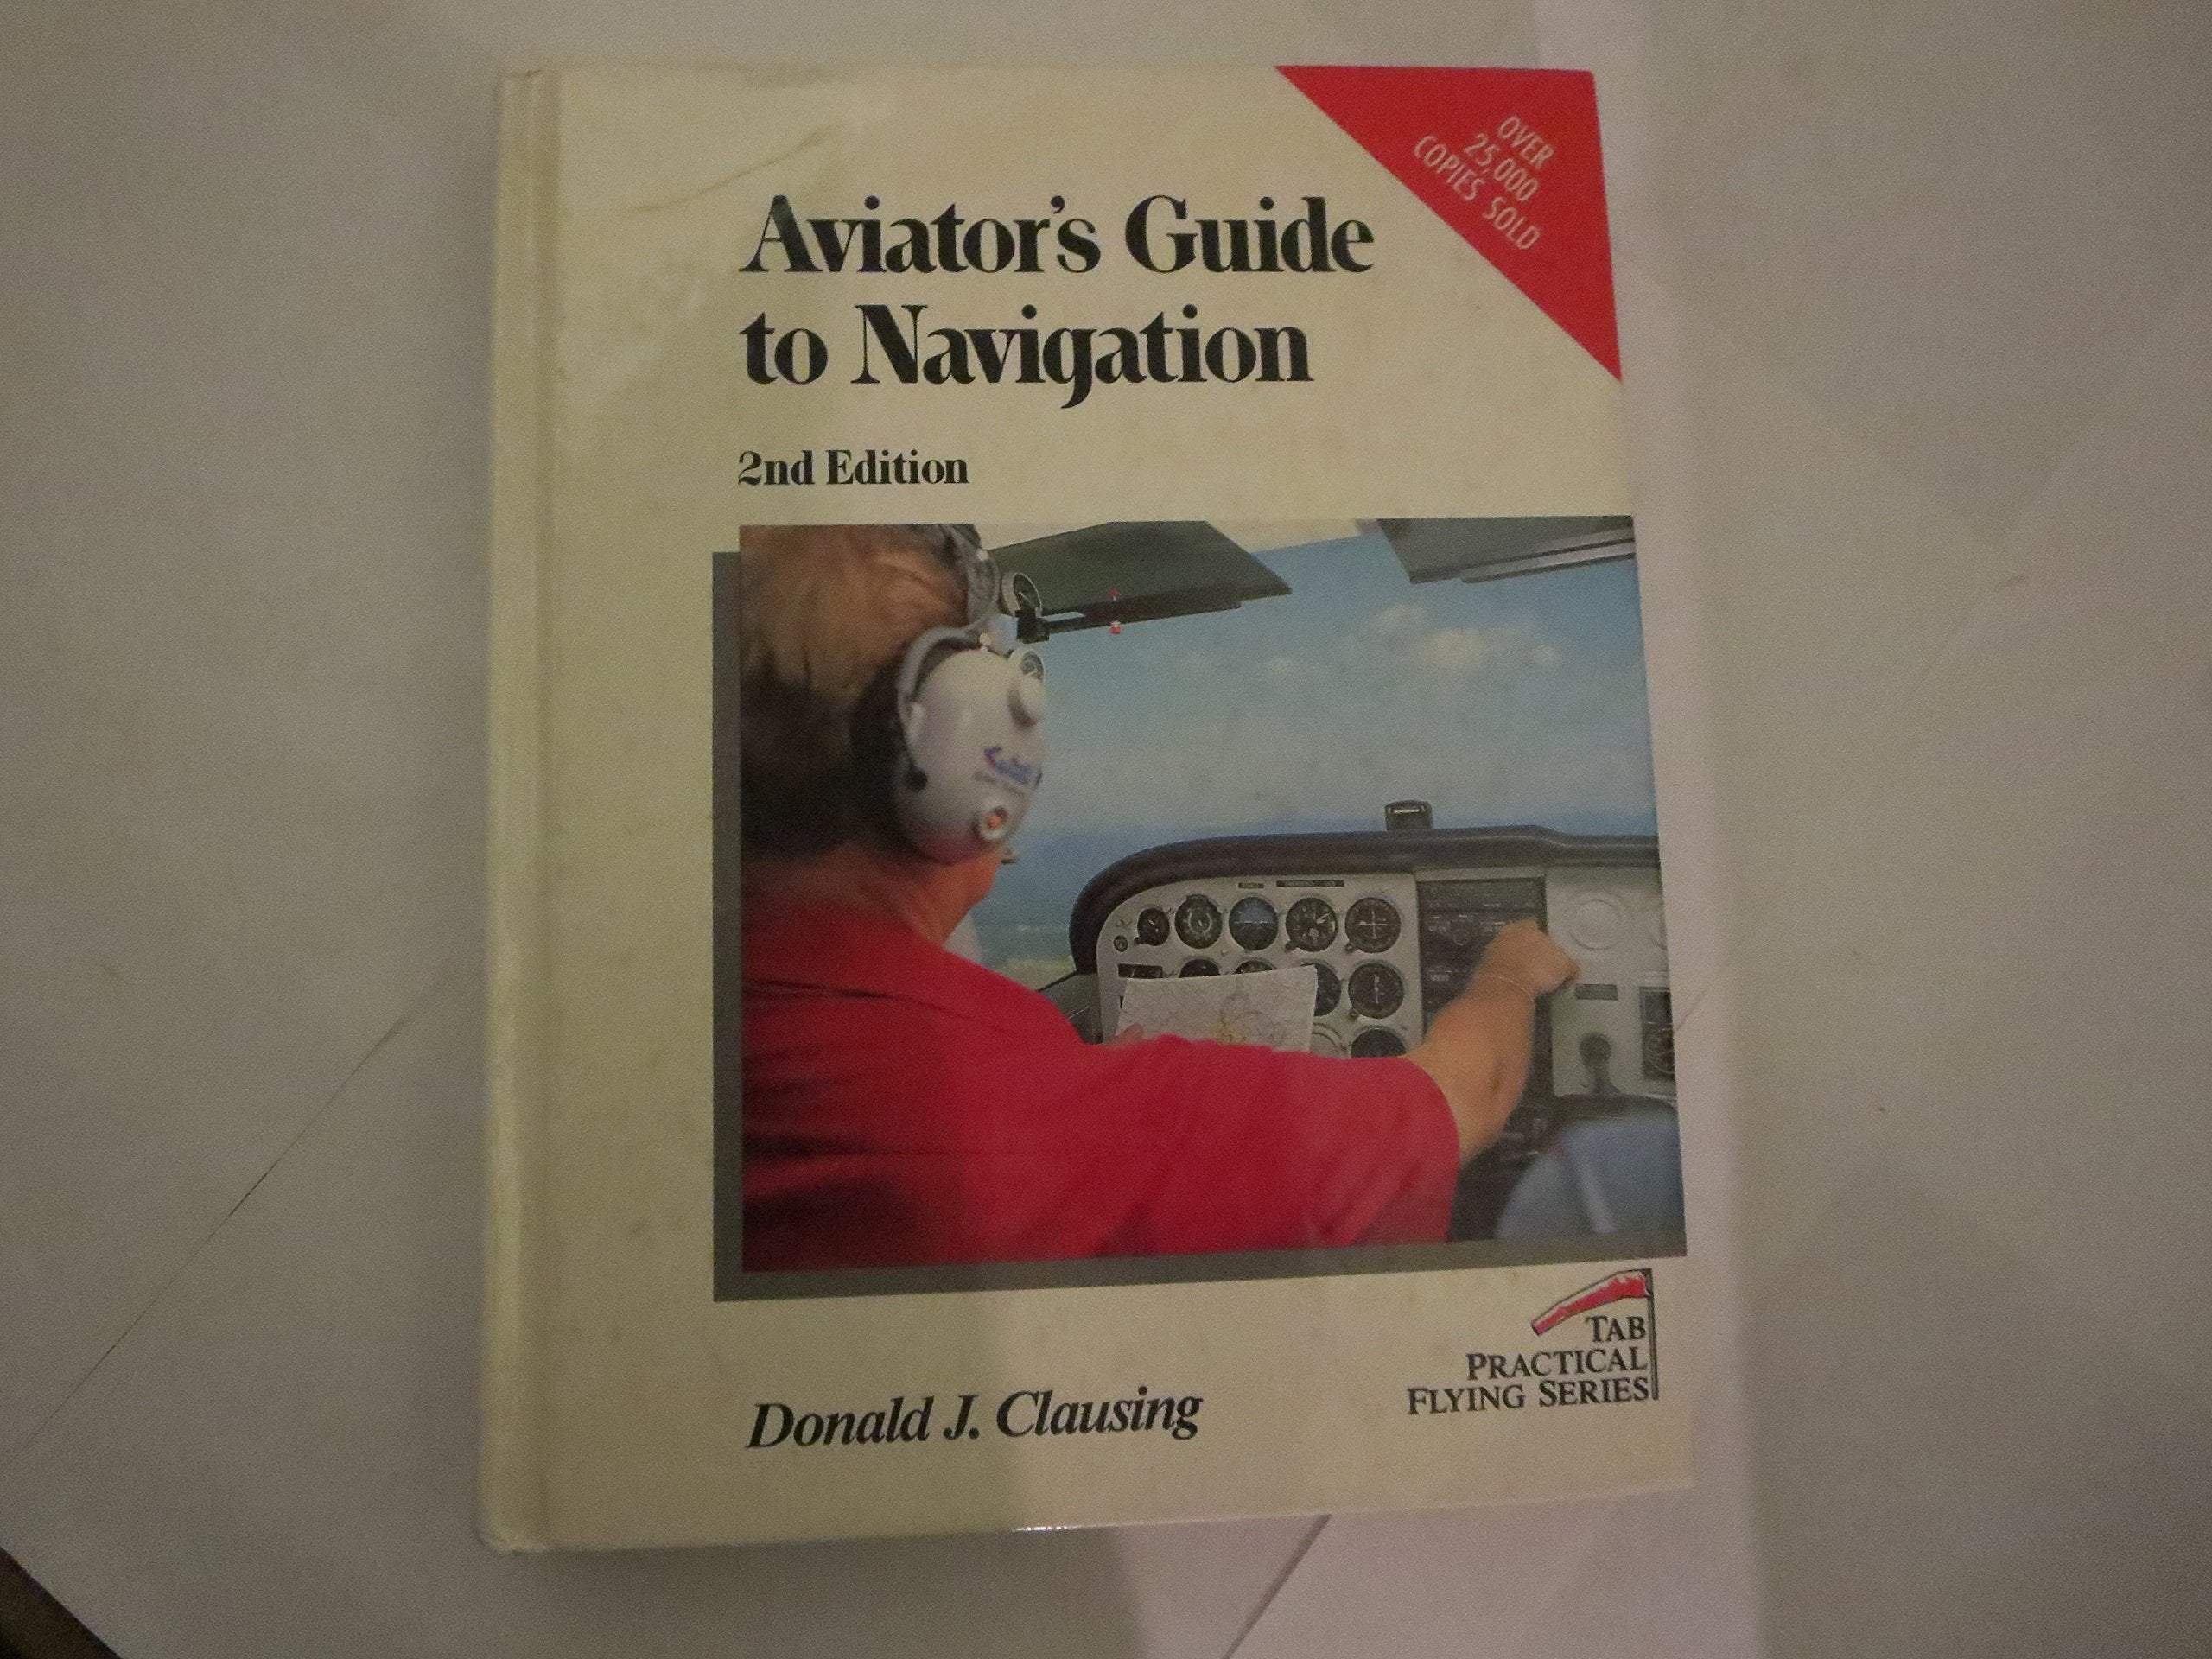 OVER
25,000
COPIES SOLD
Aviator's Guide
to Navigation
2nd Edition
Donald J. Clausing
TAB
PRACTICAL
FLYING SERIES